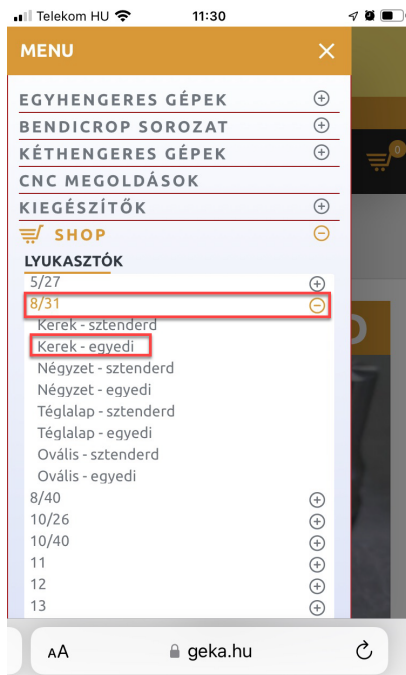 Telekom HU 11:30
MENU
EGYHENGERES GÉPEK
BENDICROP SOROZAT
KÉTHENGERES GÉPEK
0
CNC MEGOLDÁSOK
KIEGÉSZÍTŐK
SHOP
LYUKASZTÓK
5/27
8/31
Kerek - sztenderd
Kerek - egyedi
Négyzet - sztenderd
Négyzet - egyedi
Téglalap - sztenderd
Téglalap - egyedi
Ovális - sztenderd
Ovális - egyedi
8/40
10/26
10/40
11
12
13
AA geka.hu